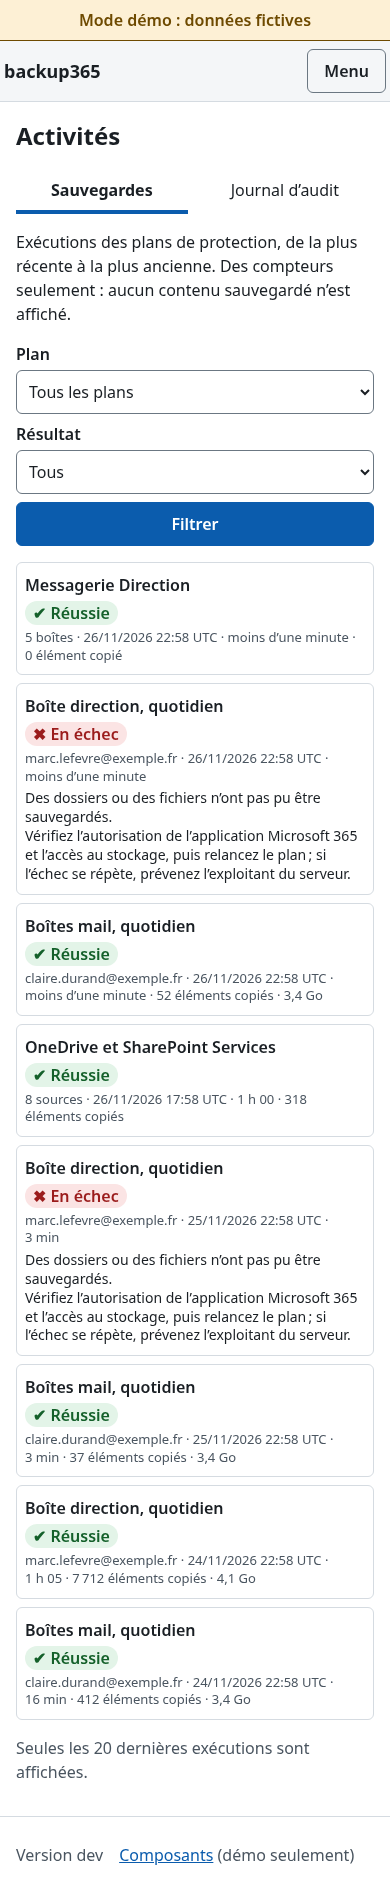 Mode démo : données fictives
backup365
Menu
Activités
Sauvegardes
Journal d’audit
Exécutions des plans de protection, de la plus
récente à la plus ancienne. Des compteurs
seulement : aucun contenu sauvegardé n’est
affiché.
Plan
Tous les plans
Résultat
Tous
Filtrer
Messagerie Direction
✔ Réussie
5 boîtes · 26/11/2026 22:58 UTC · moins d’une minute ·
0 élément copié
Boîte direction, quotidien
✖ En échec
marc.lefevre@exemple.fr · 26/11/2026 22:58 UTC ·
moins d’une minute
Des dossiers ou des fichiers n’ont pas pu être
sauvegardés.
Vérifiez l’autorisation de l’application Microsoft 365
et l’accès au stockage, puis relancez le plan ; si
l’échec se répète, prévenez l’exploitant du serveur.
Boîtes mail, quotidien
✔ Réussie
claire.durand@exemple.fr · 26/11/2026 22:58 UTC ·
moins d’une minute · 52 éléments copiés · 3,4 Go
OneDrive et SharePoint Services
✔ Réussie
8 sources · 26/11/2026 17:58 UTC · 1 h 00 · 318
éléments copiés
Boîte direction, quotidien
✖ En échec
marc.lefevre@exemple.fr · 25/11/2026 22:58 UTC ·
3 min
Des dossiers ou des fichiers n’ont pas pu être
sauvegardés.
Vérifiez l’autorisation de l’application Microsoft 365
et l’accès au stockage, puis relancez le plan ; si
l’échec se répète, prévenez l’exploitant du serveur.
Boîtes mail, quotidien
✔ Réussie
claire.durand@exemple.fr · 25/11/2026 22:58 UTC ·
3 min · 37 éléments copiés · 3,4 Go
Boîte direction, quotidien
✔ Réussie
marc.lefevre@exemple.fr · 24/11/2026 22:58 UTC ·
1 h 05 · 7 712 éléments copiés · 4,1 Go
Boîtes mail, quotidien
✔ Réussie
claire.durand@exemple.fr · 24/11/2026 22:58 UTC ·
16 min · 412 éléments copiés · 3,4 Go
Seules les 20 dernières exécutions sont
affichées.
Version dev Composants (démo seulement)